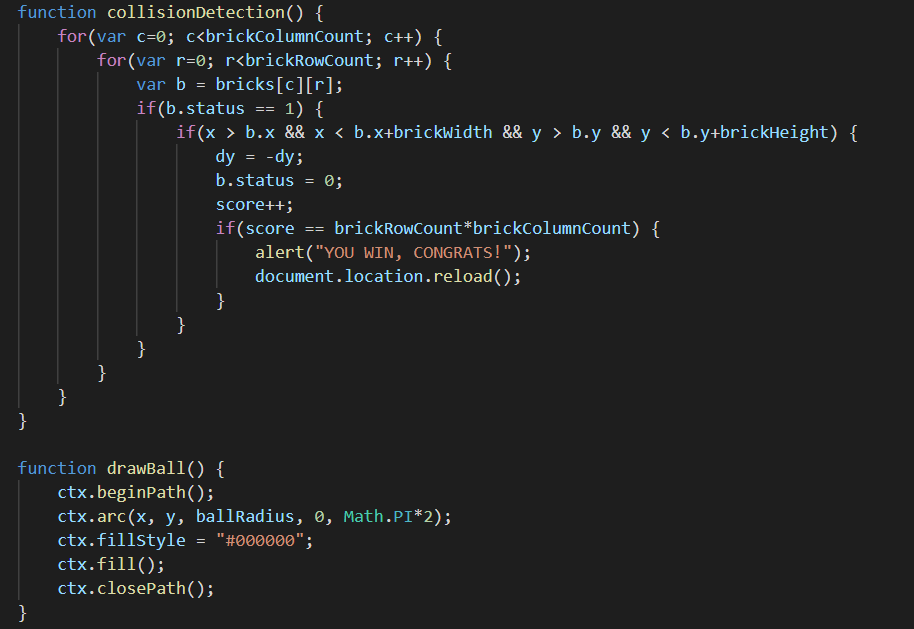 function collisionDetection() {
    for(var c=0; c<brickColumnCount; c++) {
        for(var r=0; r<brickRowCount; r++) {
            var b = bricks[c][r];
            if(b.status == 1) {
                if(x > b.x && x < b.x+brickWidth && y > b.y && y < b.y+brickHeight) {
                    dy = -dy;
                    b.status = 0;
                    score++;
                    if(score == brickRowCount*brickColumnCount) {
                        alert("YOU WIN, CONGRATS!");
                        document.location.reload();
                    }
                }
            }
        }
    }
}

function drawBall() {
    ctx.beginPath();
    ctx.arc(x, y, ballRadius, 0, Math.PI*2);
    ctx.fillStyle = "#000000";
    ctx.fill();
    ctx.closePath();
}